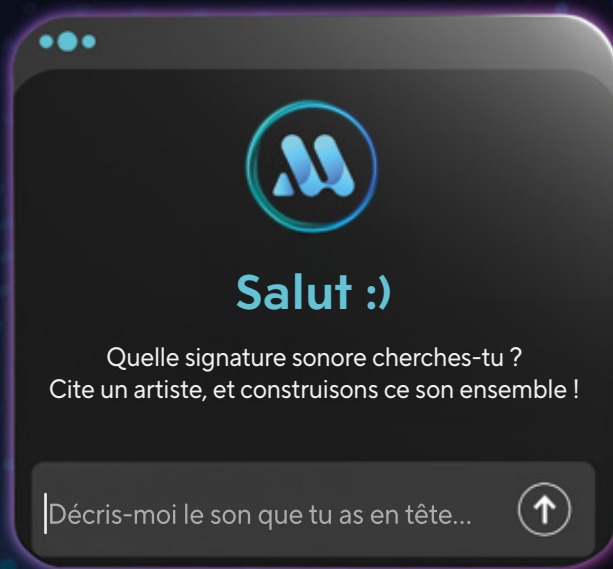 Salut :)
Quelle signature sonore cherches-tu ?
Cite un artiste, et construisons ce son ensemble !
Décris-moi le son que tu as en tête...